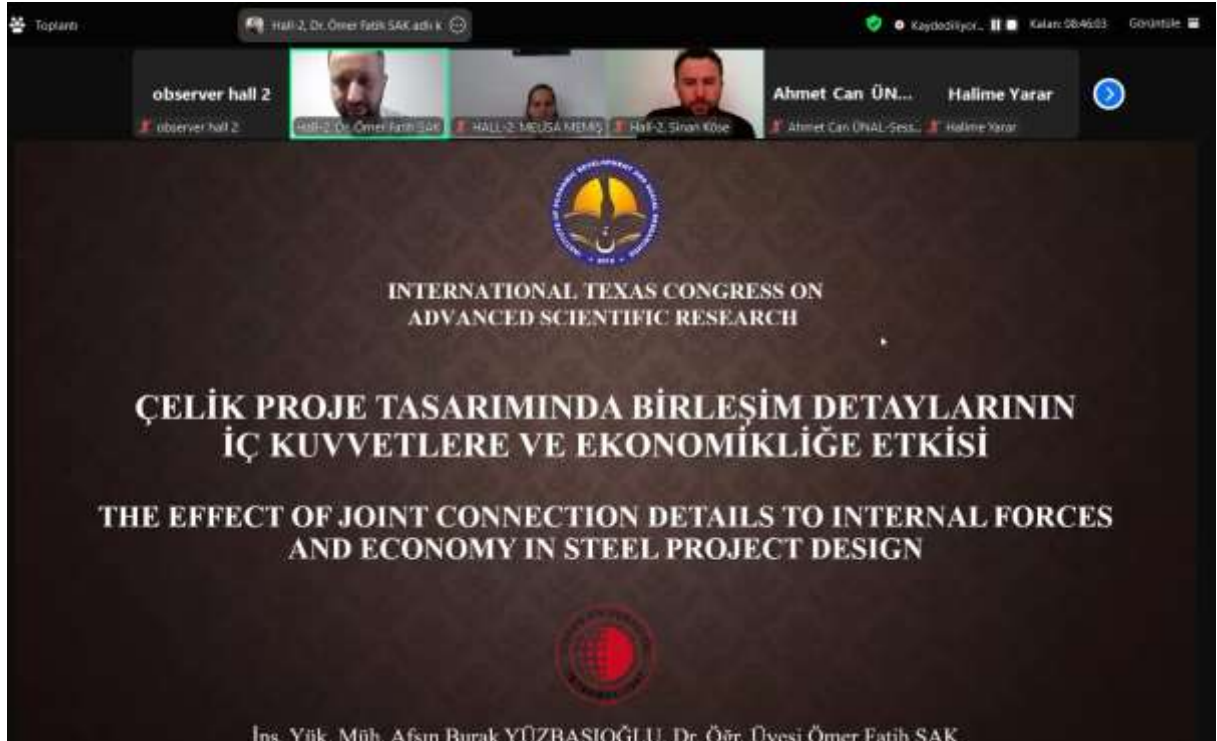 Toplantı
Hall-2, Dr. Ömer Fatih SAK adlı k
Kaydediliyor...
Kalan: 08:46:03
Görüntüle
observer hall 2
Ahmet Can ÜN...
Halime Yarar
observer hall 2
Hall-2, Dr. Ömer Fatih SAK
HALL-2, MELİSA MEMİŞ
Hall-2, Sinan Köse
Ahmet Can ÜNAL-Sess...
Halime Yarar
INTERNATIONAL TEXAS CONGRESS ON
ADVANCED SCIENTIFIC RESEARCH
ÇELİK PROJE TASARIMINDA BİRLEŞİM DETAYLARININ
İÇ KUVVETLERE VE EKONOMİKLİĞE ETKİSİ
THE EFFECT OF JOINT CONNECTION DETAILS TO INTERNAL FORCES
AND ECONOMY IN STEEL PROJECT DESIGN
İnş. Yük. Müh. Afşın Burak YÜZBAŞIOĞLU, Dr. Öğr. Üyesi Ömer Fatih SAK